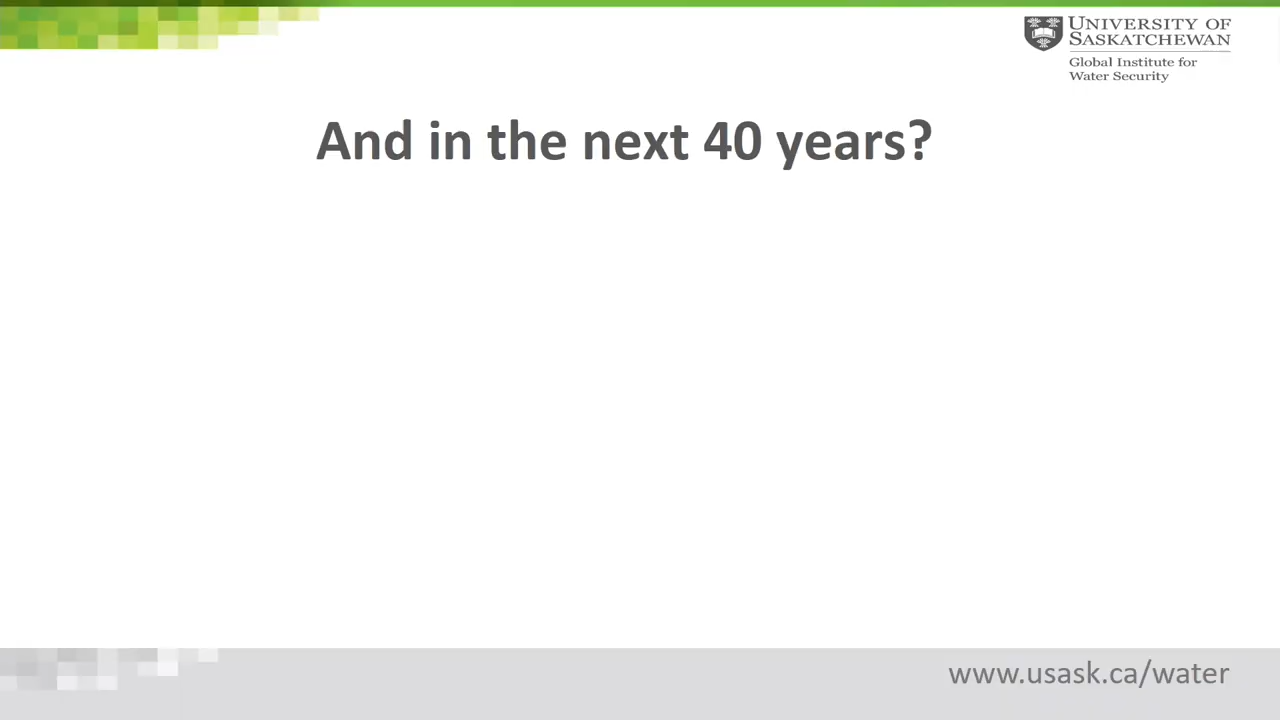 UNIVERSITY OF
SASKATCHEWAN
Global Institute for
Water Security
And in the next 40 years?
www.usask.ca/water